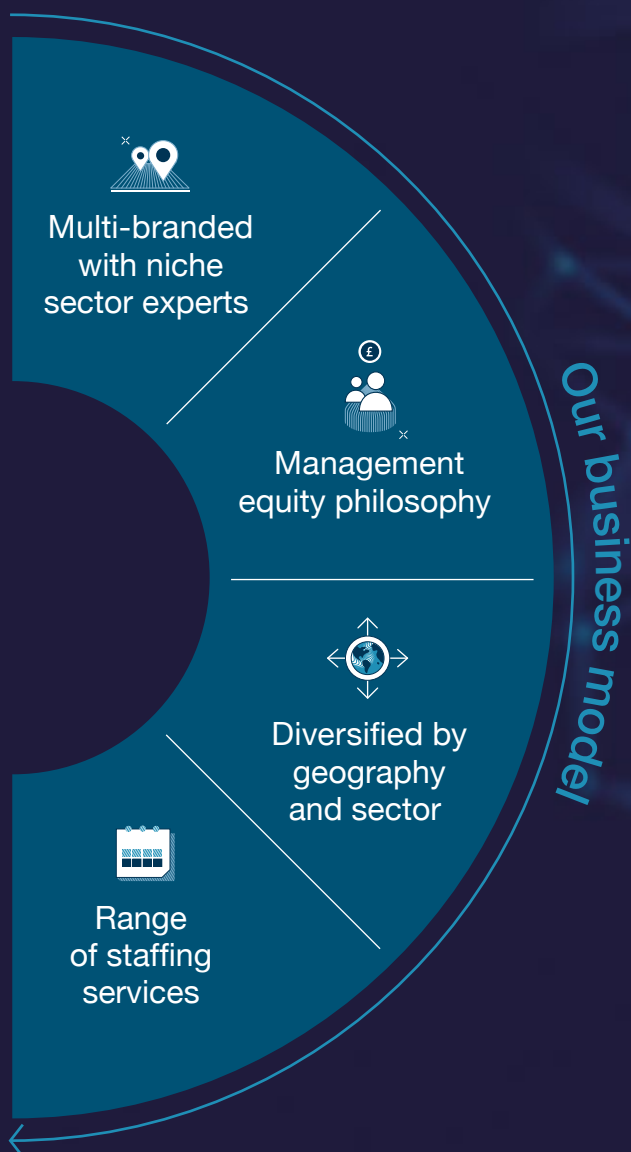 Multi-branded
with niche
sector experts
£
Management
equity philosophy
Diversified by
geography
and sector
Range
of staffing
services
Our business model